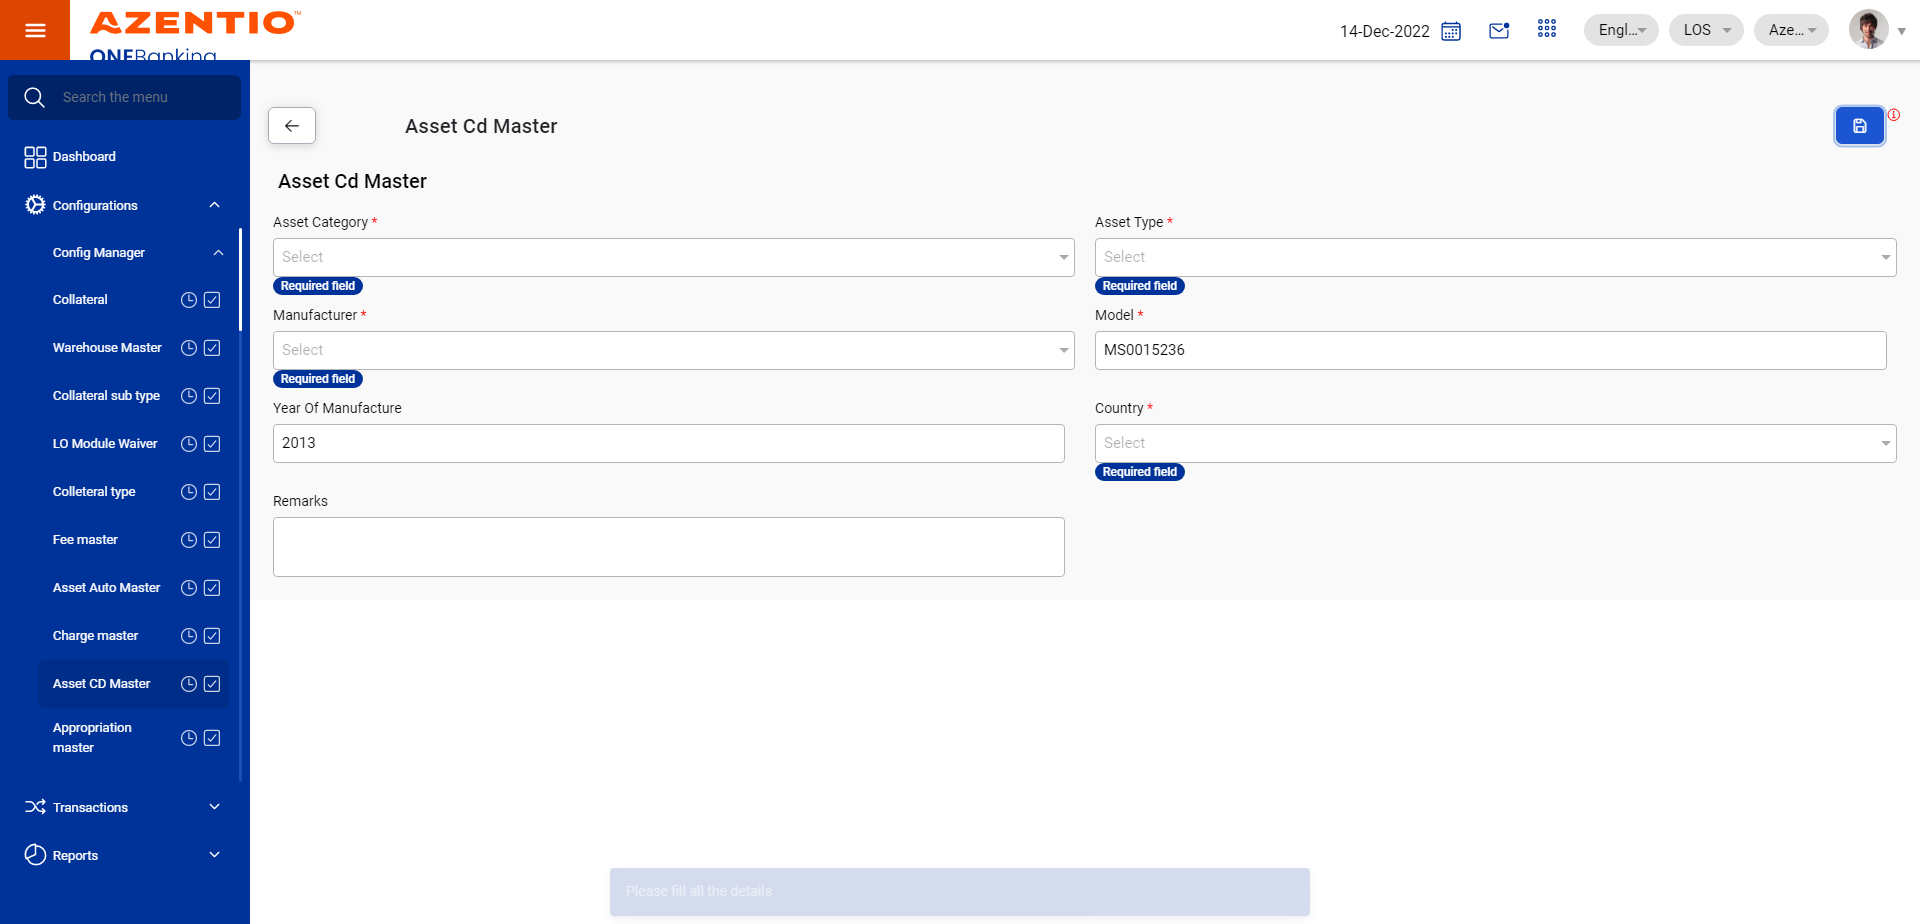 AZENTIO™
ONEBanking
14-Dec-2022
Engl...
LOS
Aze...
Search the menu
Dashboard
Configurations
Config Manager
Collateral
Warehouse Master
Collateral sub type
LO Module Waiver
Colleteral type
Fee master
Asset Auto Master
Charge master
Asset CD Master
Appropriation
master
Transactions
Reports
Asset Cd Master
Asset Cd Master
Asset Category *
Select
Required field
Asset Type *
Select
Required field
Manufacturer *
Select
Required field
Model *
MS0015236
Year Of Manufacture
2013
Country *
Select
Required field
Remarks
Please fill all the details